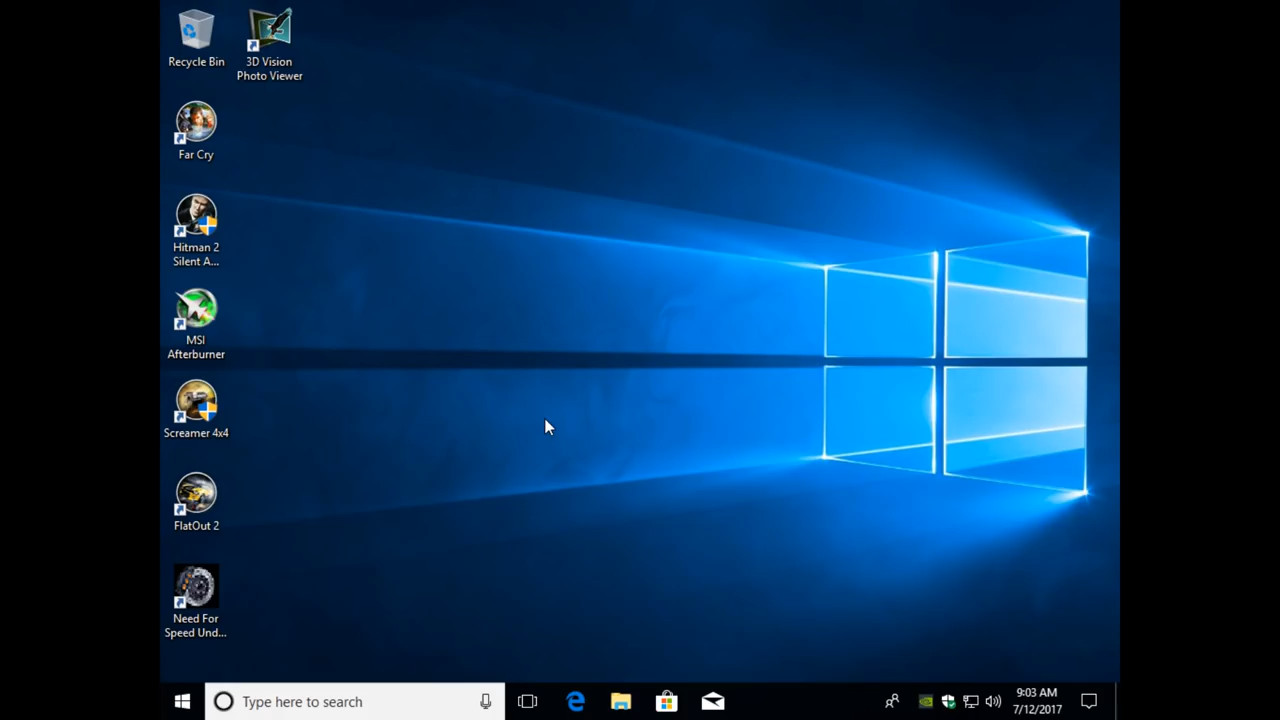 Recycle Bin
3D Vision
Photo Viewer
Far Cry
Hitman 2
Silent A...
MSI
Afterburner
Screamer 4x4
FlatOut 2
Need For
Speed Und...
Type here to search
9:03 AM
7/12/2017